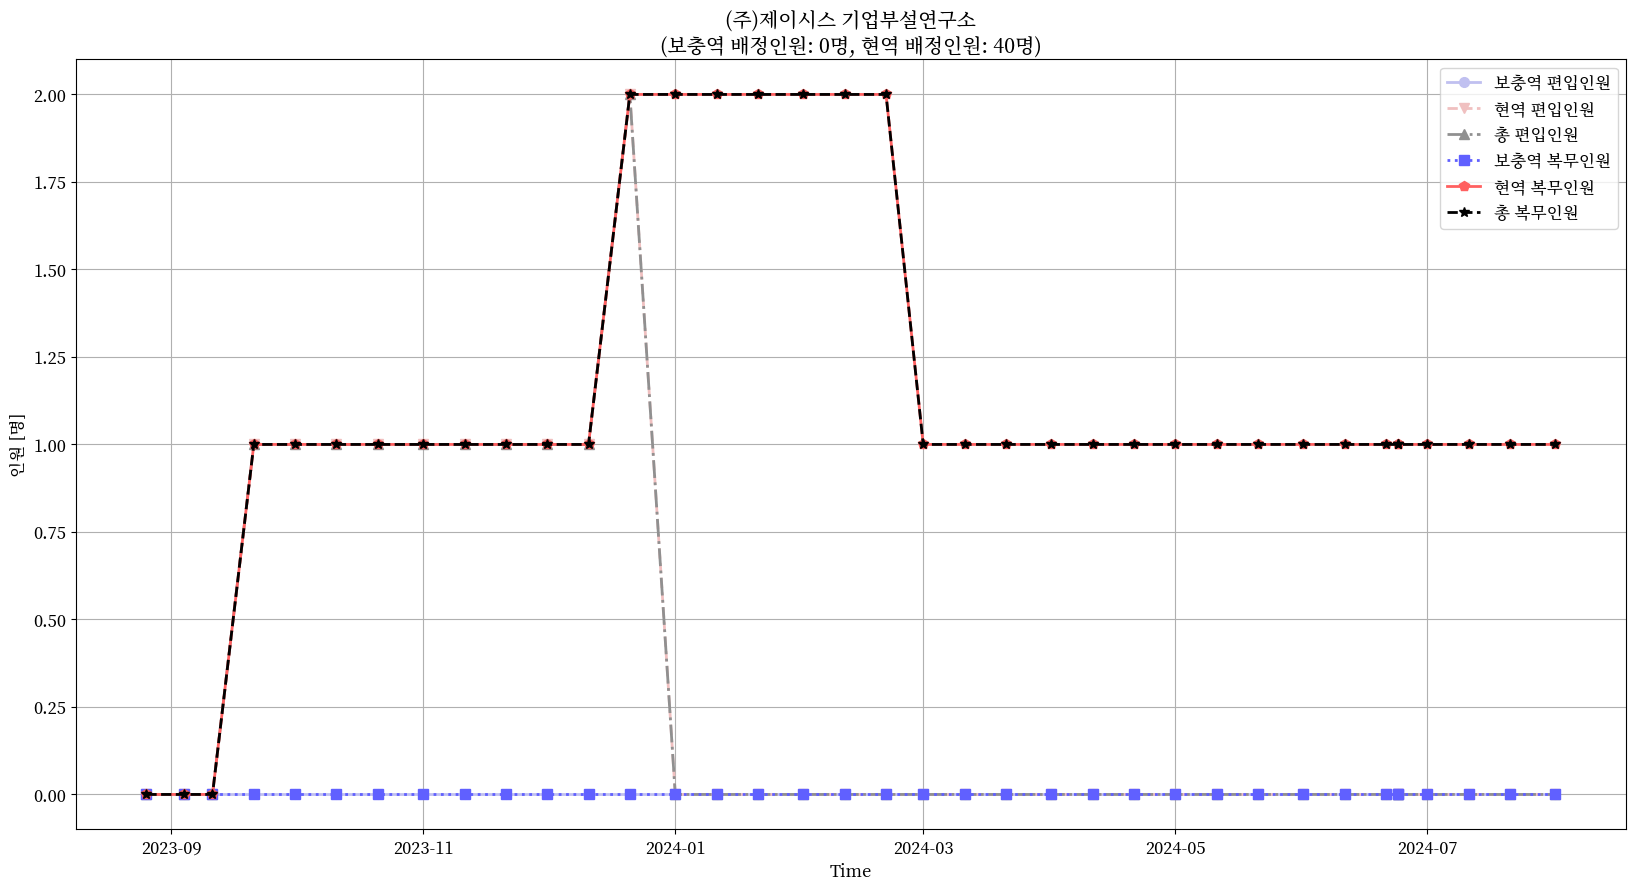 (주)제이시스 기업부설연구소
(보충역 배정인원: 0명, 현역 배정인원: 40명)
보충역 편입인원
현역 편입인원
총 편입인원
보충역 복무인원
현역 복무인원
총 복무인원
인원 [명]
2.00
1.75
1.50
1.25
1.00
0.75
0.50
0.25
0.00
2023-09 2023-11 2024-01 2024-03 2024-05 2024-07
Time